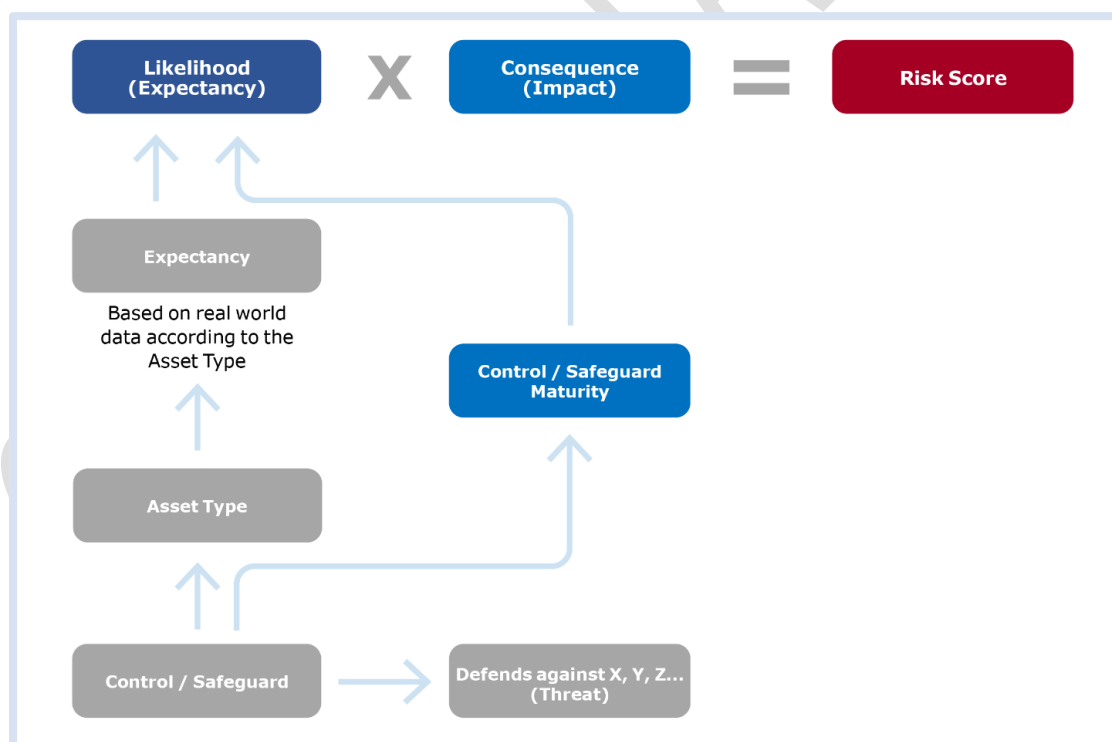 Likelihood
(Expectancy)
X
Consequence
(Impact)
=
Risk Score
Expectancy
Based on real world
data according to the
Asset Type
Control / Safeguard
Maturity
Asset Type
Control / Safeguard
Defends against X, Y, Z...
(Threat)